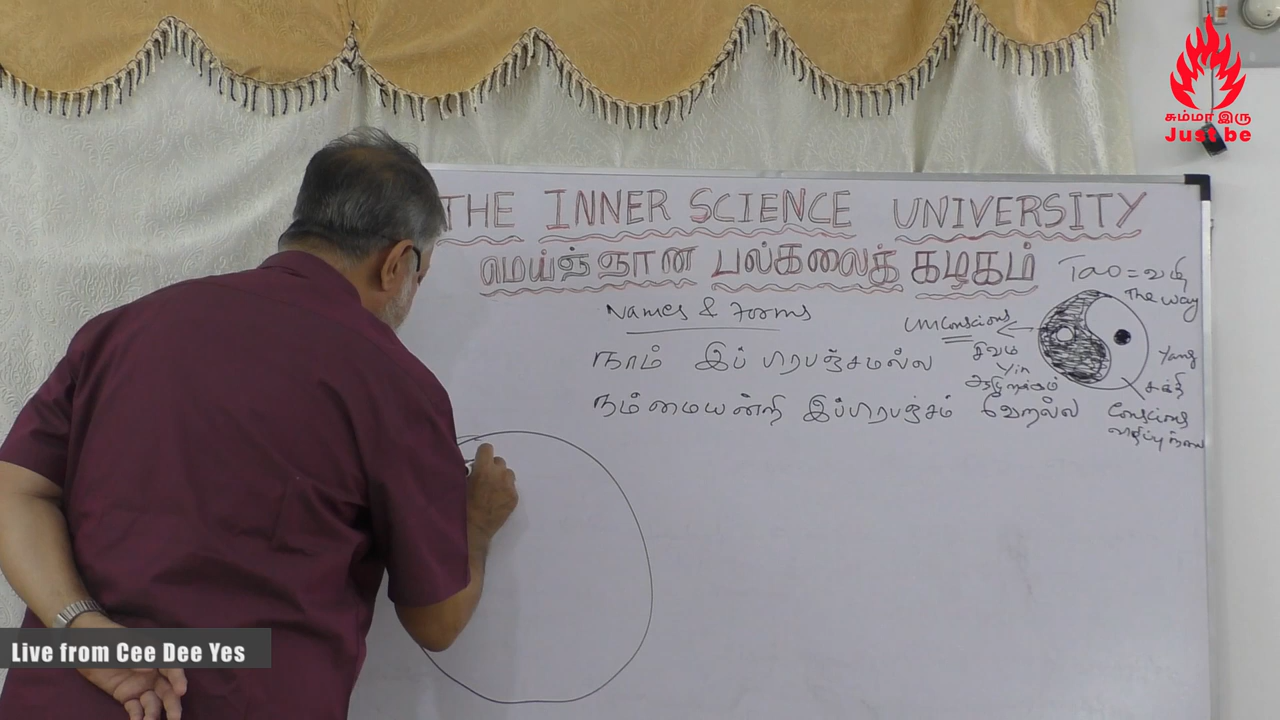 சும்மா இரு
Just be
THE INNER SCIENCE UNIVERSITY
மெய்ஞ்ஞான பல்கலைக் கழகம்
Tao = வழி
The way
Names & Forms
Unconscious
நாம் இப் பிரபஞ்சமல்ல
சிவம்
Yin
Yang
சக்தி
நம்மையன்றி இப்பிரபஞ்சம் வேறல்ல
Conscious
Live from Cee Dee Yes